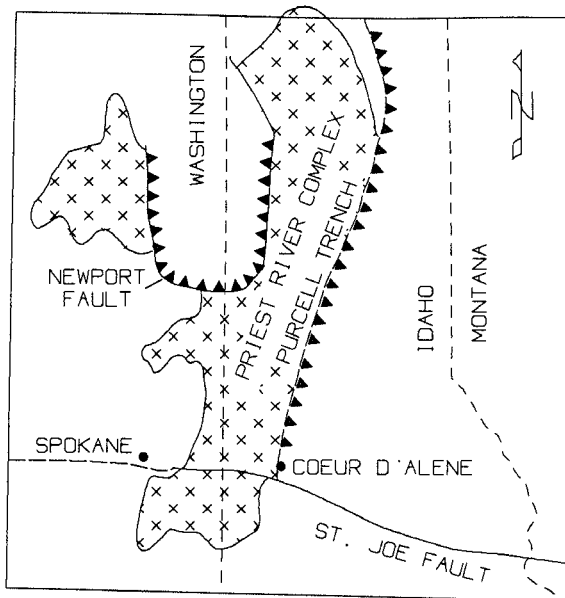 WASHINGTON
PRIEST RIVER COMPLEX
PURCELL TRENCH
N
NEWPORT
FAULT
IDAHO
MONTANA
SPOKANE
COEUR D'ALENE
ST. JOE FAULT